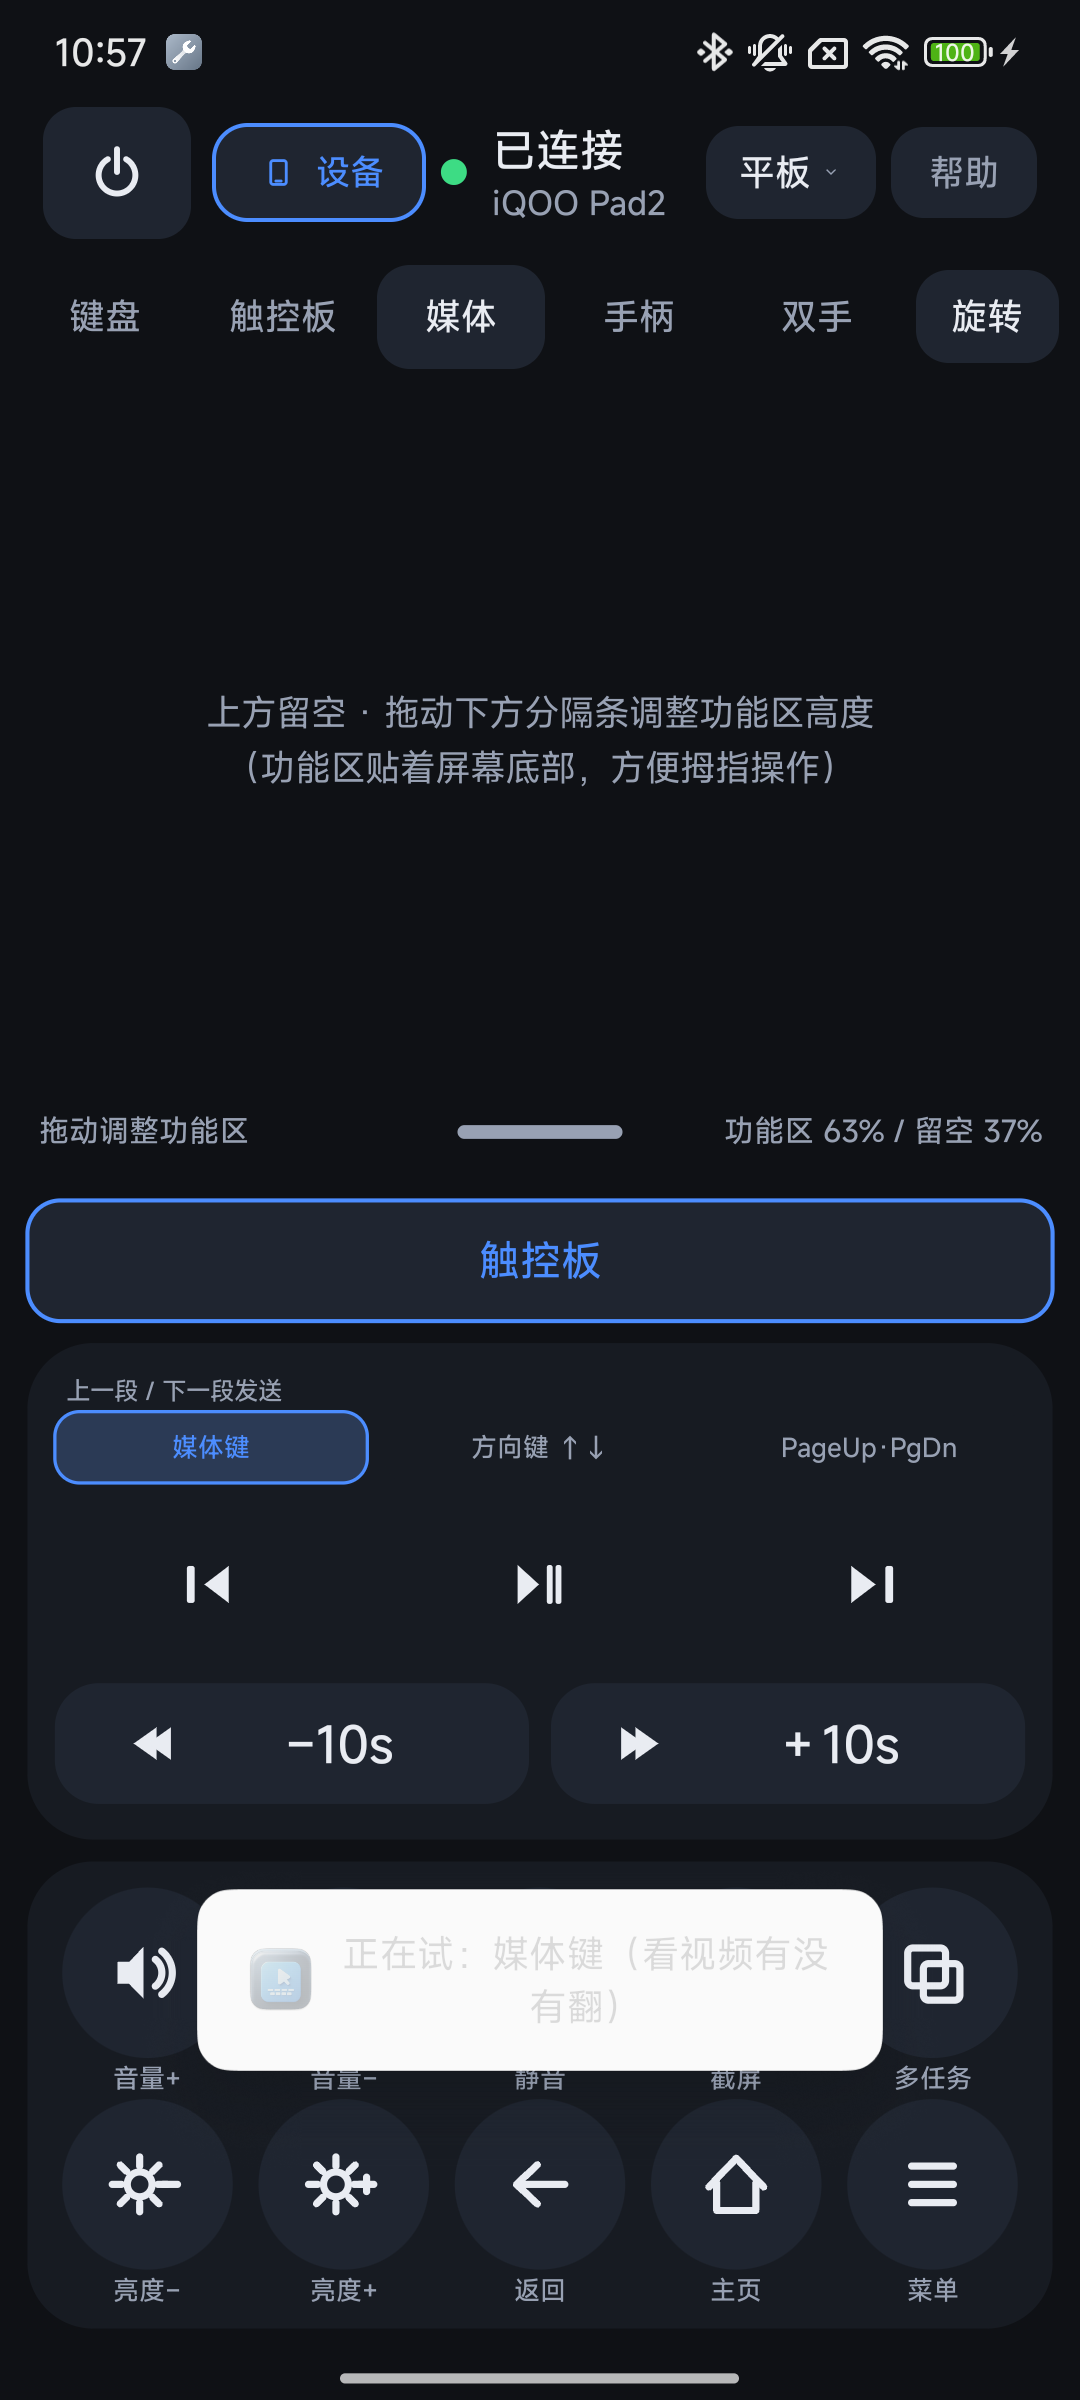 10:57
100
设备
已连接
iQOO Pad2
平板
帮助
键盘
触控板
媒体
手柄
双手
旋转
上方留空 · 拖动下方分隔条调整功能区高度
（功能区贴着屏幕底部，方便拇指操作）
拖动调整功能区
功能区 63% / 留空 37%
触控板
上一段 / 下一段发送
媒体键
方向键 ↑↓
PageUp·PgDn
−10s
+10s
正在试：媒体键（看视频有没
有翻）
音量+
音量−
静音
截屏
多任务
亮度−
亮度+
返回
主页
菜单